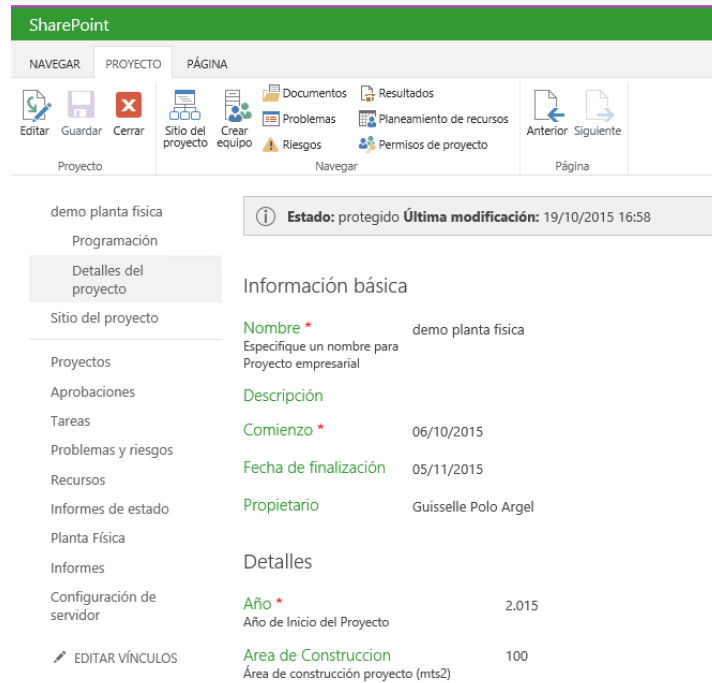 SharePoint
NAVEGAR PROYECTO PÁGINA
Editar Guardar Cerrar
Sitio del proyecto
Crear equipo
Documentos
Problemas
Riesgos
Resultados
Planeamiento de recursos
Permisos de proyecto
Anterior Siguiente
Proyecto
Navegar
Página
demo planta fisica
Programación
Detalles del
proyecto
Sitio del proyecto
Proyectos
Aprobaciones
Tareas
Problemas y riesgos
Recursos
Informes de estado
Planta Física
Informes
Configuración de
servidor
EDITAR VÍNCULOS
Estado: protegido Última modificación: 19/10/2015 16:58
Información básica
Nombre * demo planta fisica
Especifique un nombre para
Proyecto empresarial
Descripción
Comienzo * 06/10/2015
Fecha de finalización 05/11/2015
Propietario Guisselle Polo Argel
Detalles
Año * 2.015
Año de Inicio del Proyecto
Area de Construccion 100
Área de construcción proyecto (mts2)